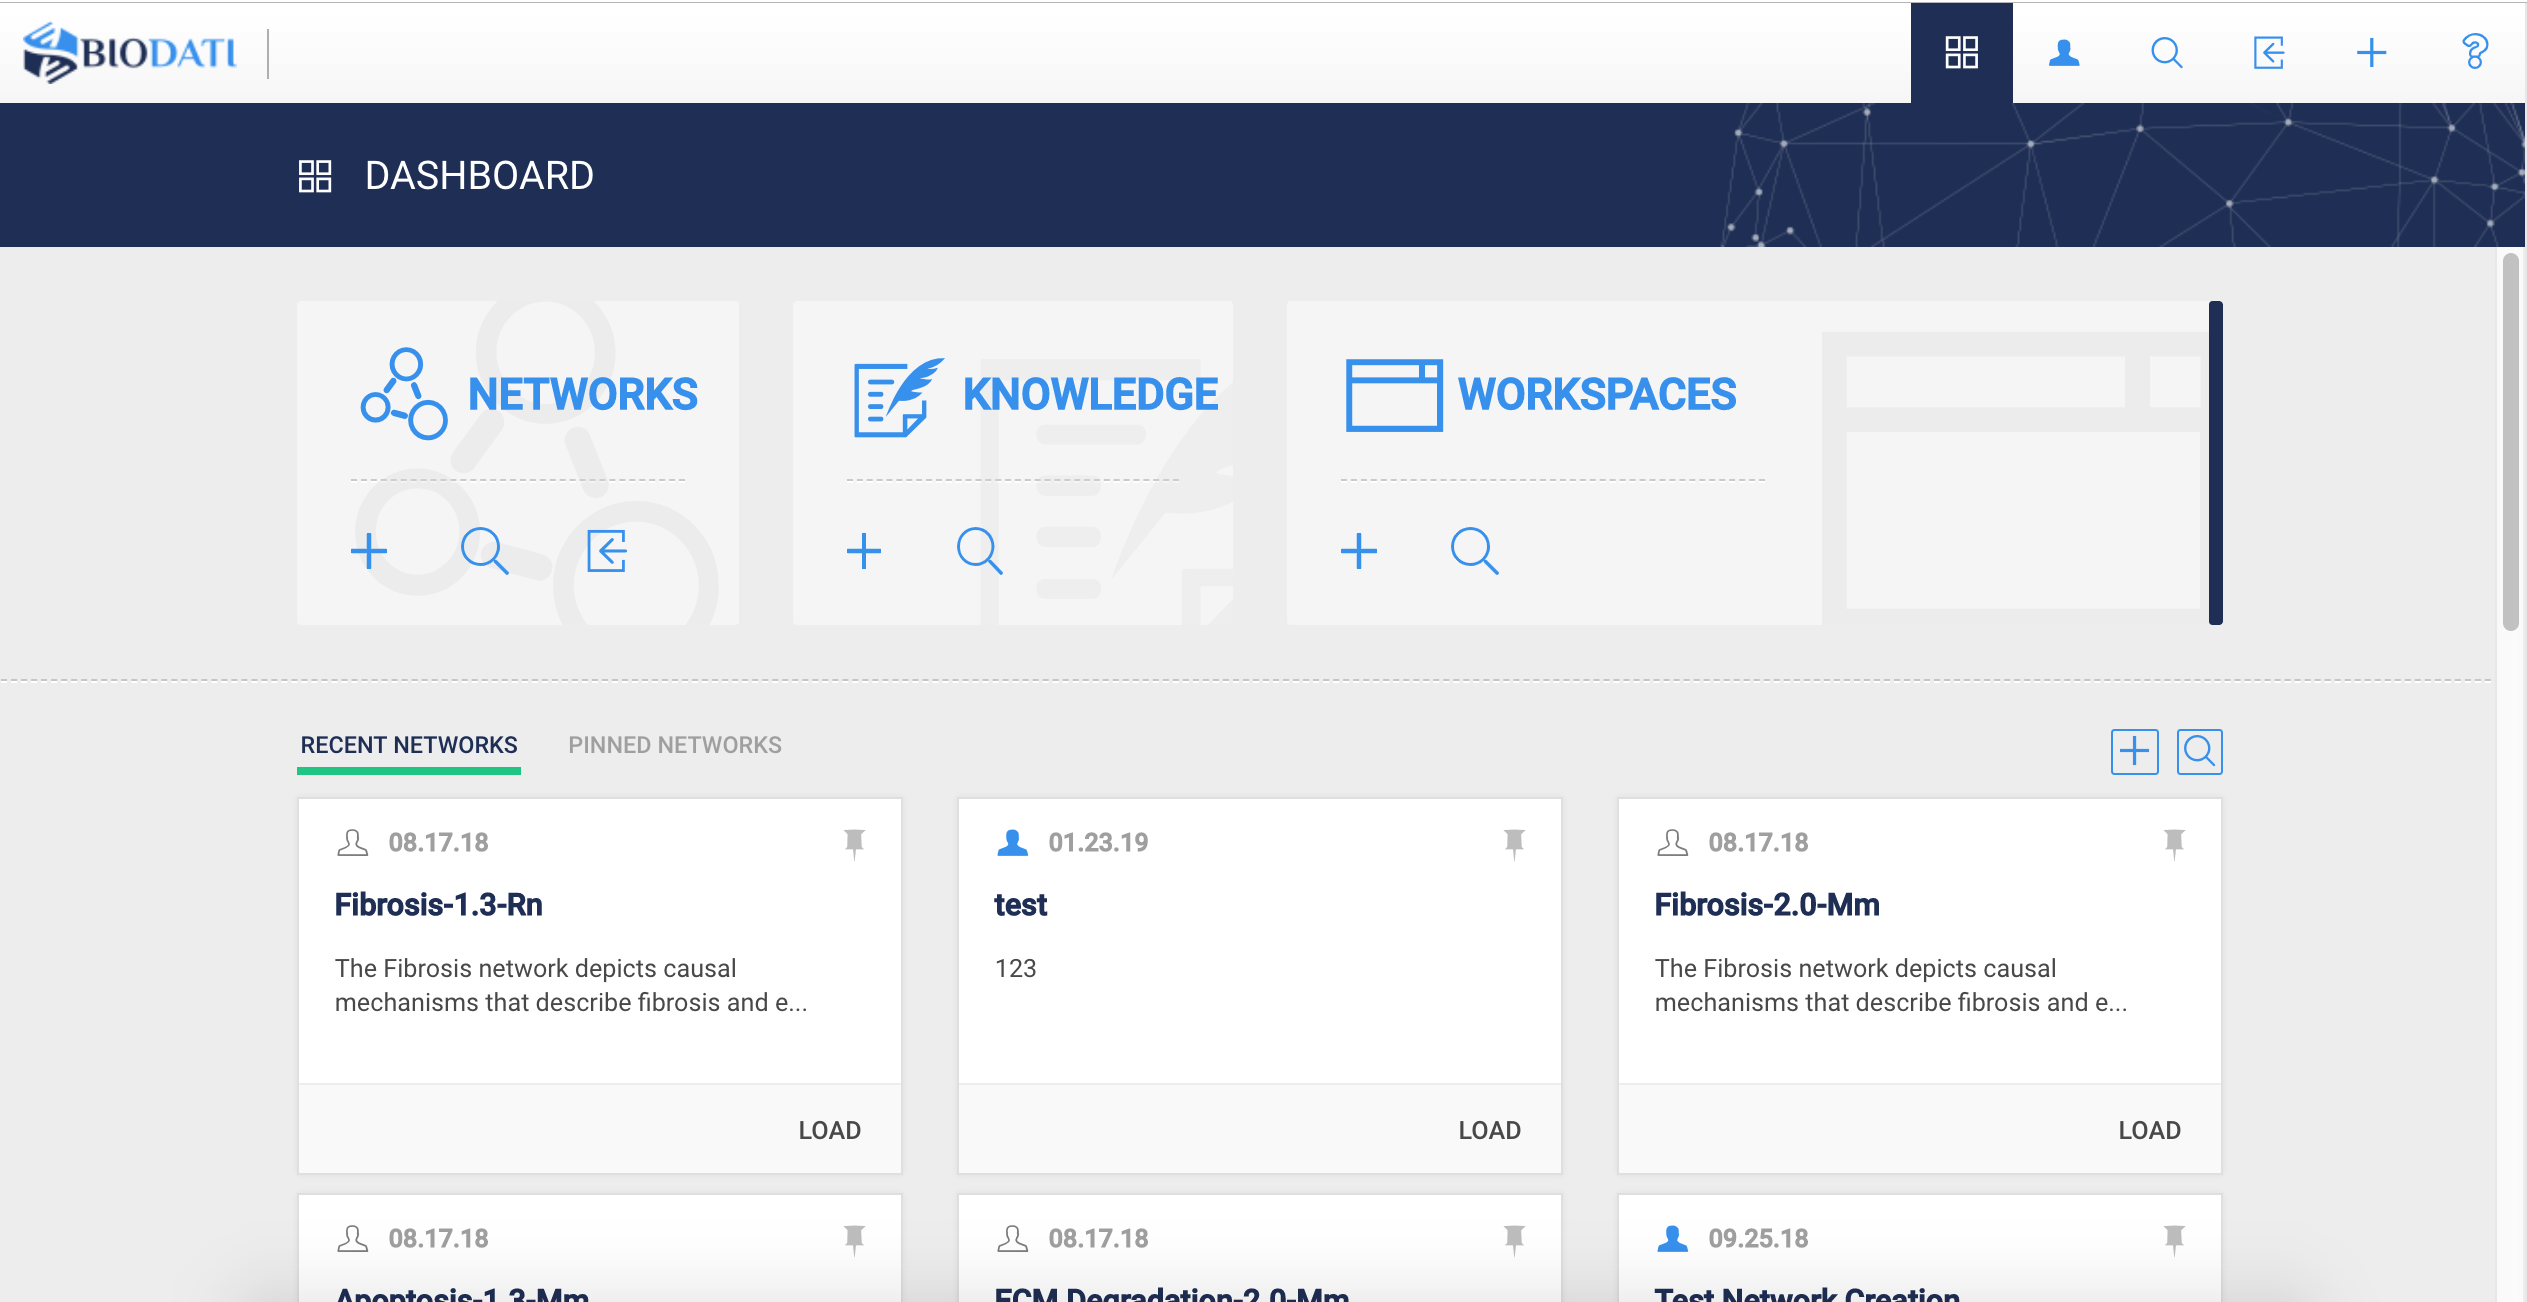 BIODATI
DASHBOARD
NETWORKS
KNOWLEDGE
WORKSPACES
RECENT NETWORKS
PINNED NETWORKS
08.17.18
Fibrosis-1.3-Rn
The Fibrosis network depicts causal
mechanisms that describe fibrosis and e...
LOAD
01.23.19
test
123
LOAD
08.17.18
Fibrosis-2.0-Mm
The Fibrosis network depicts causal
mechanisms that describe fibrosis and e...
LOAD
08.17.18
Apoptosis-1.3-Mm
08.17.18
ECM Degradation-2.0-Mm
09.25.18
Test Network Creation